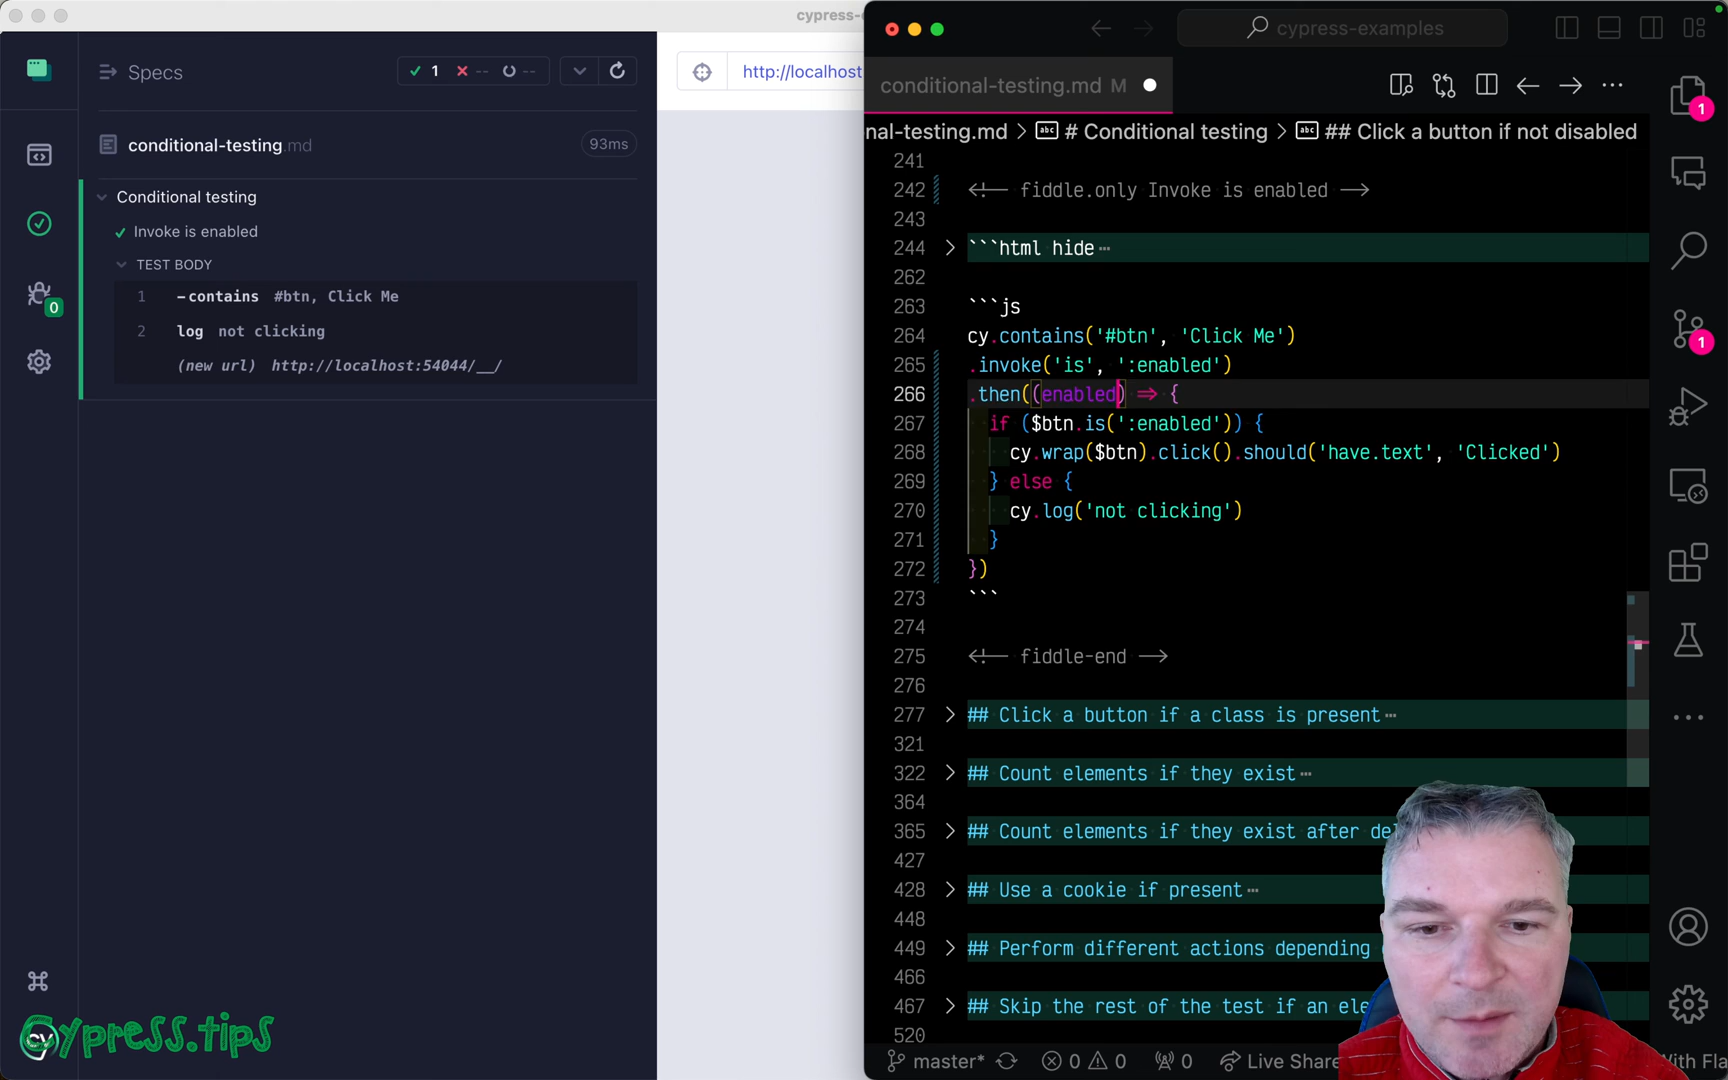 cypress-
cypress-examples
Specs
1
--
--
http://localhost
conditional-testing.md M
nal-testing.md > # Conditional testing > ## Click a button if not disabled
conditional-testing.md
93ms
Conditional testing
Invoke is enabled
TEST BODY
1 -contains #btn, Click Me
2 log not clicking
(new url) http://localhost:54044/__/
0
241
242 <!-- fiddle.only Invoke is enabled -->
243
244 ```html hide ...
262
263 ```js
264 cy.contains('#btn', 'Click Me')
265 .invoke('is', ':enabled')
266 .then((enabled) => {
267 if ($btn.is(':enabled')) {
268 cy.wrap($btn).click().should('have.text', 'Clicked')
269 } else {
270 cy.log('not clicking')
271 }
272 })
273 ```
274
275 <!-- fiddle-end -->
276
277 ## Click a button if a class is present ...
321
322 ## Count elements if they exist ...
364
365 ## Count elements if they exist after de
427
428 ## Use a cookie if present ...
448
449 ## Perform different actions depending
466
467 ## Skip the rest of the test if an ele
520
master* 0 0 0 Live Share
With Fla
1
1
Cypress.tips
cy